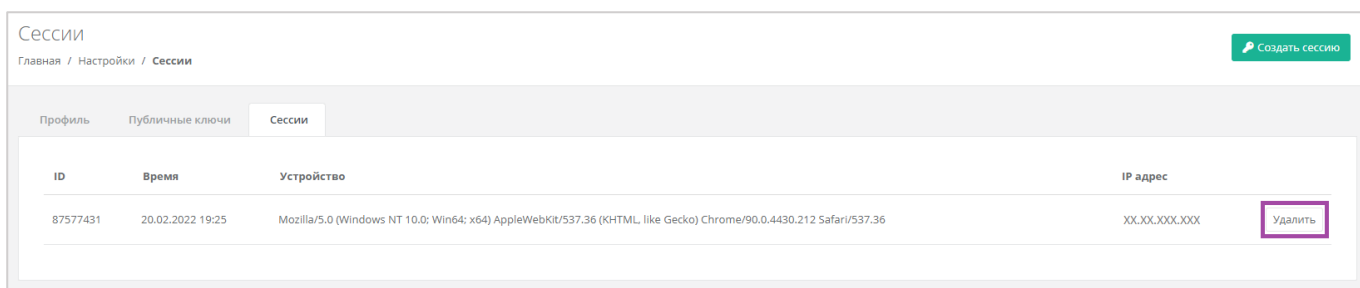 Сессии
Создать сессию
Главная / Настройки / Сессии
Профиль Публичные ключи Сессии
ID Время Устройство IP адрес
87577431 20.02.2022 19:25 Mozilla/5.0 (Windows NT 10.0; Win64; x64) AppleWebKit/537.36 (KHTML, like Gecko) Chrome/90.0.4430.212 Safari/537.36 XX.XX.XXX.XXX Удалить